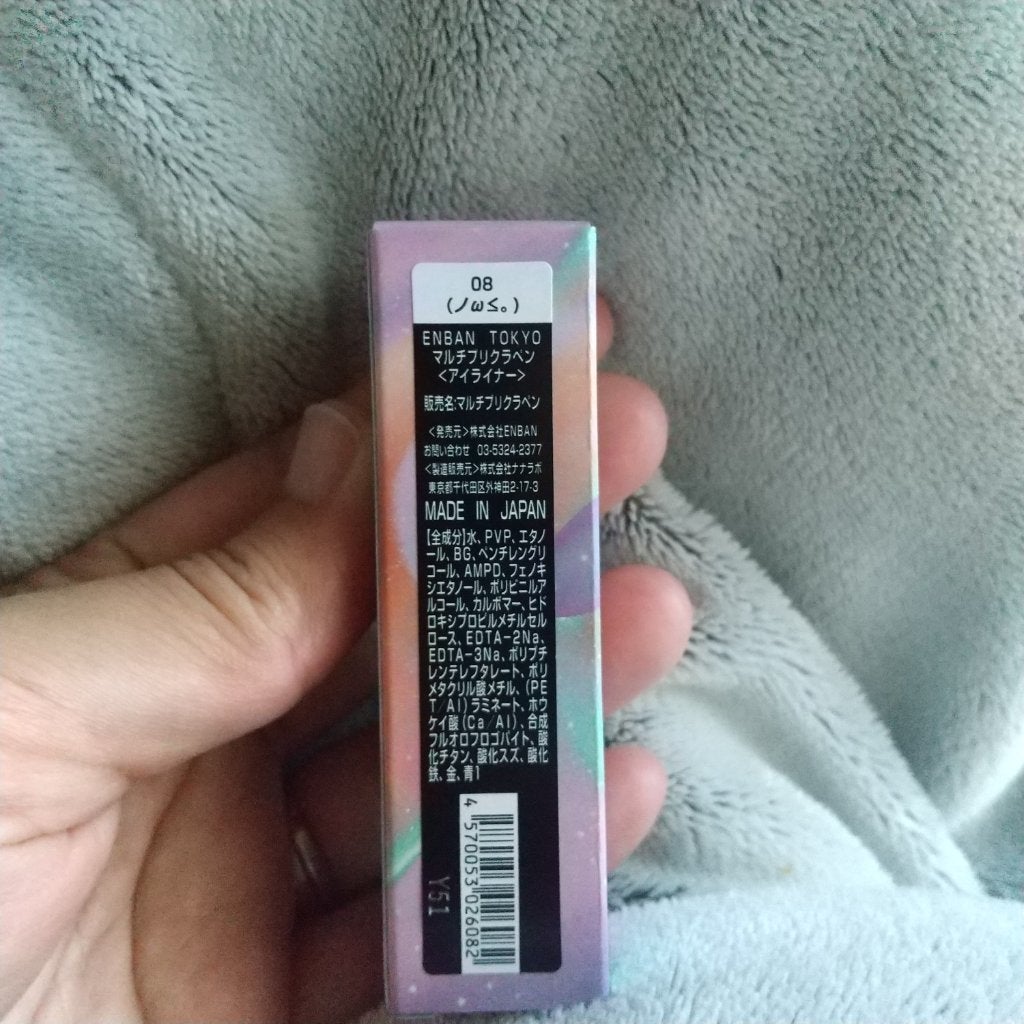 08
(ノω≤。)
ENBAN TOKYO
マルチプリクラペン
<アイライナー>
販売名:マルチプリクラペン
<発売元>株式会社ENBAN
お問い合わせ 03-5324-2377
<製造販売元>株式会社ナナラボ
東京都千代田区外神田2-17-3
MADE IN JAPAN
【全成分】水、PVP、エタノ
ール、BG、ペンチレングリ
コール、AMPD、フェノキ
シエタノール、ポリビニルア
ルコール、カルボマー、ヒド
ロキシプロピルメチルセル
ロース、EDTA-2Na、
EDTA-3Na、ポリブチ
レンテレフタレート、ポリ
メタクリル酸メチル、(PE
T/Al)ラミネート、ホウ
ケイ酸(Ca/Al)、合成
フルオロフロゴパイト、酸
化チタン、酸化スズ、酸化
鉄、金、青1
4 570053 026082
Y51